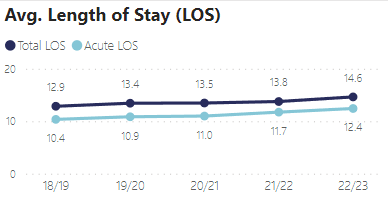 Avg. Length of Stay (LOS)
Total LOS Acute LOS
20
12.9 13.4 13.5 13.8 14.6
10
10.4 10.9 11.0 11.7 12.4
0
18/19 19/20 20/21 21/22 22/23